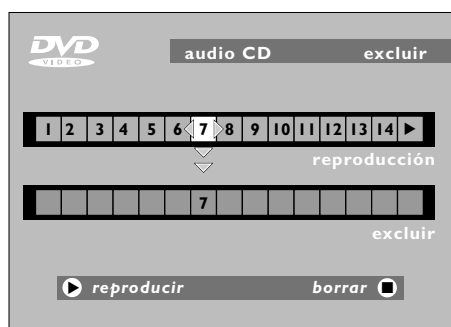 DVD
VIDEO
audio CD excluir
1 2 3 4 5 6 7 8 9 10 11 12 13 14
reproducción
7
excluir
reproducir borrar